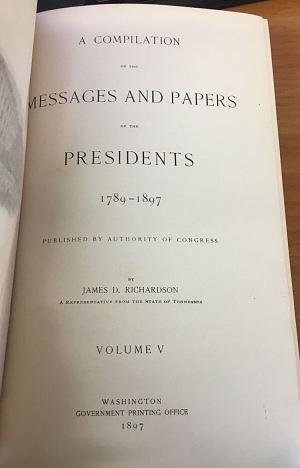 A COMPILATION
OF THE
MESSAGES AND PAPERS
OF THE
PRESIDENTS
1789-1897
PUBLISHED BY AUTHORITY OF CONGRESS
BY
JAMES D. RICHARDSON
A REPRESENTATIVE FROM THE STATE OF TENNESSEE
VOLUME V
WASHINGTON
GOVERNMENT PRINTING OFFICE
1897